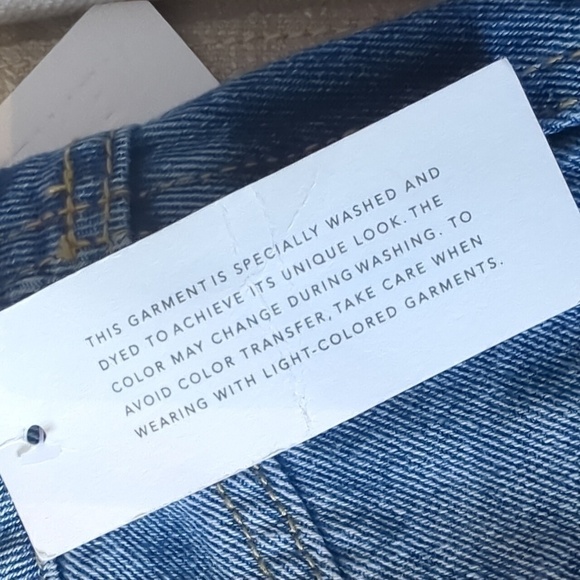 THIS GARMENT IS SPECIALLY WASHED AND
DYED TO ACHIEVE ITS UNIQUE LOOK. THE
COLOR MAY CHANGE DURING WASHING. TO
AVOID COLOR TRANSFER, TAKE CARE WHEN
WEARING WITH LIGHT-COLORED GARMENTS.